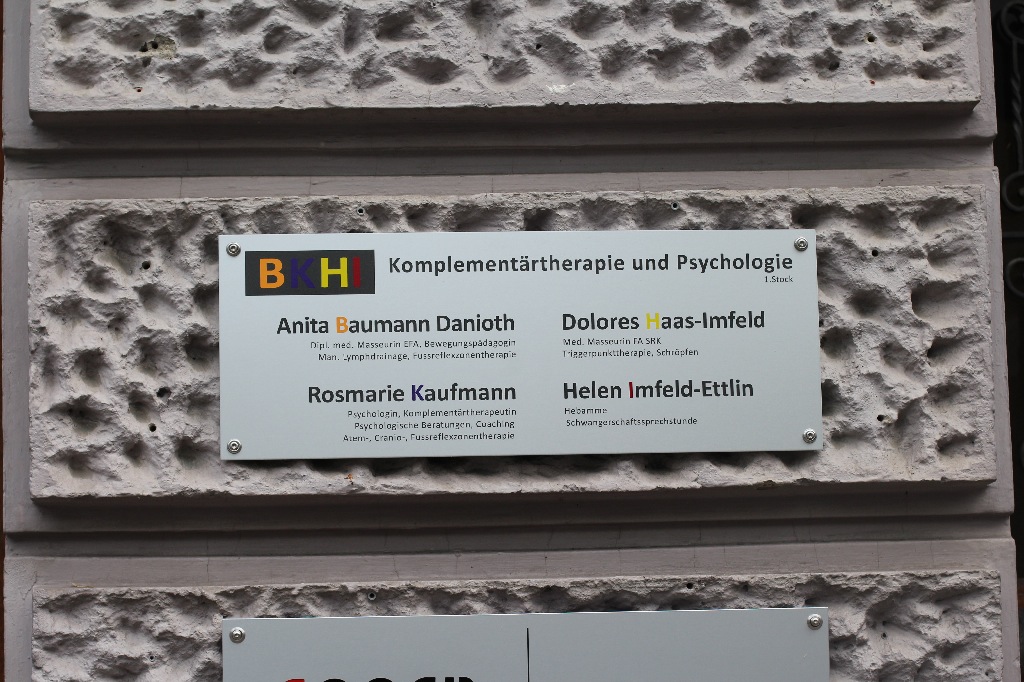 BKHI Komplementärtherapie und Psychologie
1.Stock
Anita Baumann Danioth
Dipl. med. Masseurin EFA, Bewegungspädagogin
Man. Lymphdrainage, Fussreflexzonentherapie
Dolores Haas-Imfeld
Med. Masseurin FA SRK
Triggerpunkttherapie, Schröpfen
Rosmarie Kaufmann
Psychologin, Komplementärtherapeutin
Psychologische Beratungen, Coaching
Atem-, Cranio-, Fussreflexzonentherapie
Helen Imfeld-Ettlin
Hebamme
Schwangerschaftssprechstunde